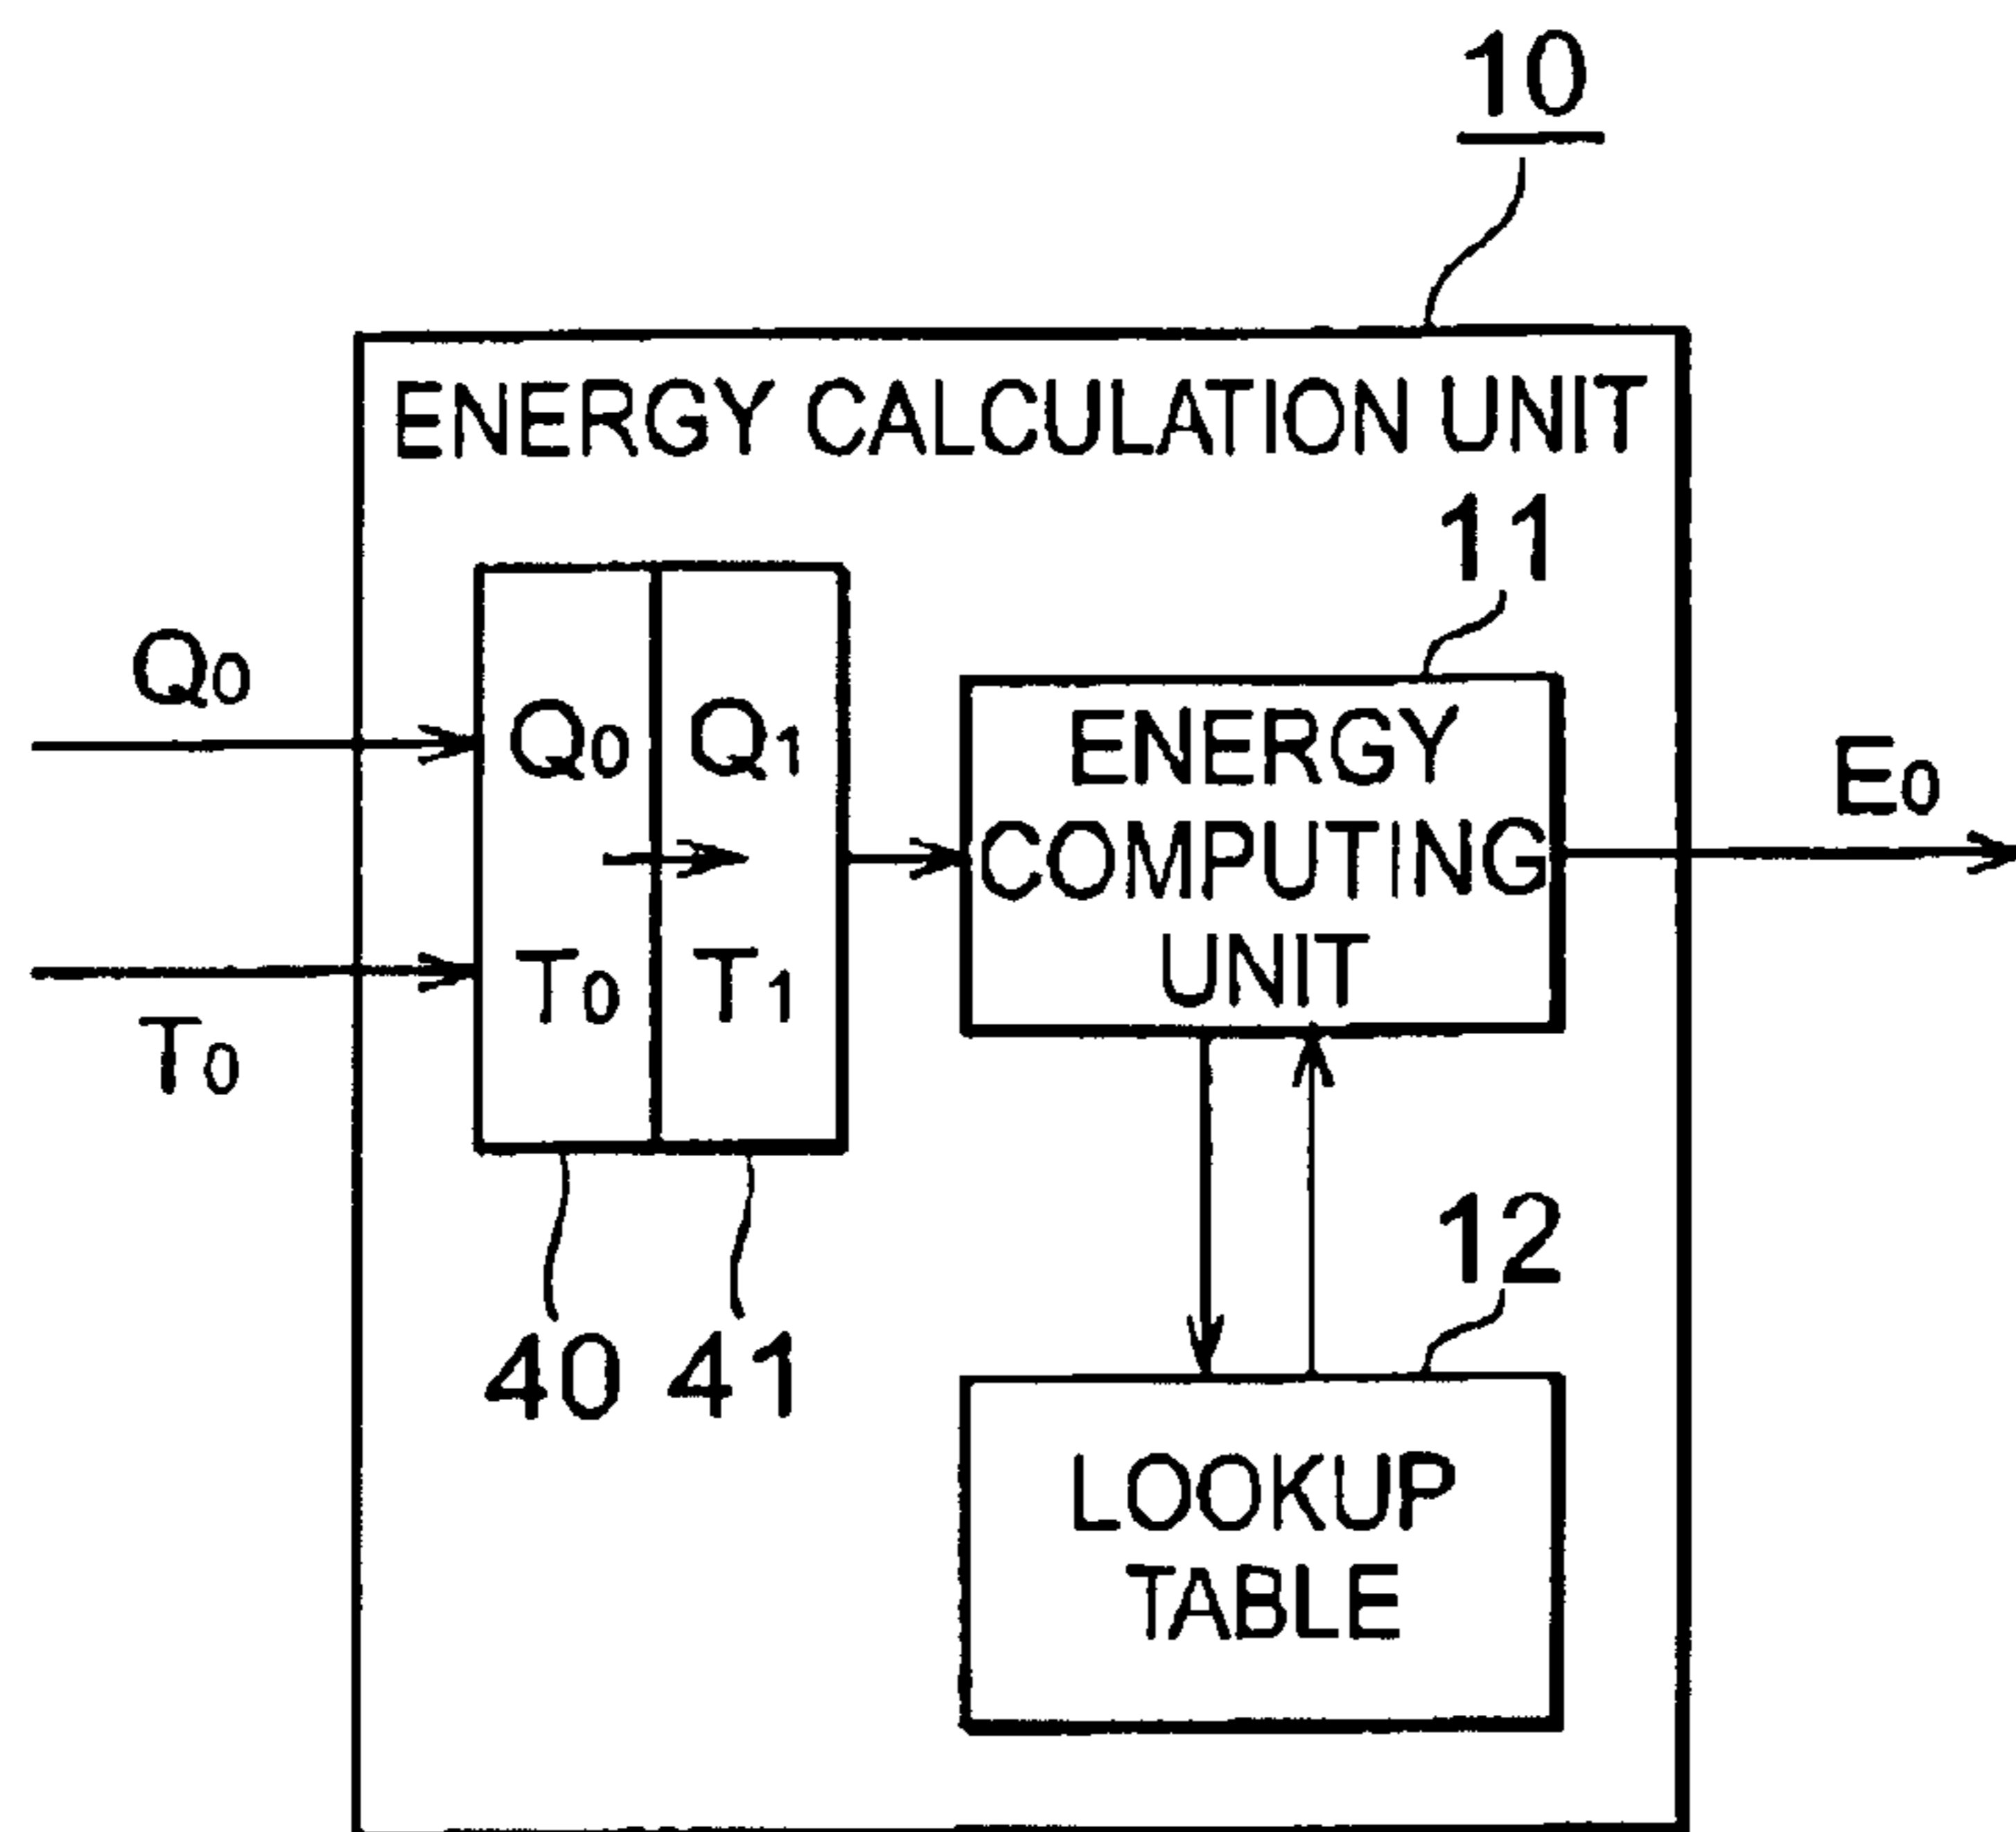 10
ENERGY CALCULATION UNIT
11
Q0
Q0 Q1
ENERGY
COMPUTING
UNIT
E0
T0 T1
T0
12
40 41
LOOKUP
TABLE